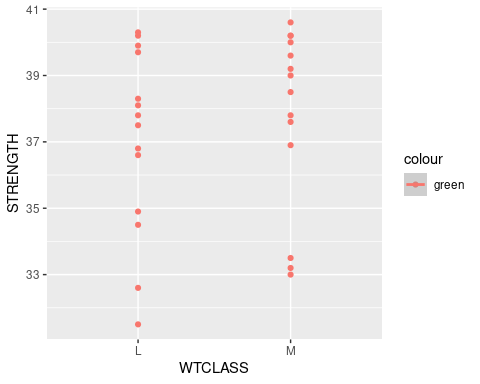 41
39
37
35
33
STRENGTH
L
M
WTCLASS
colour
green